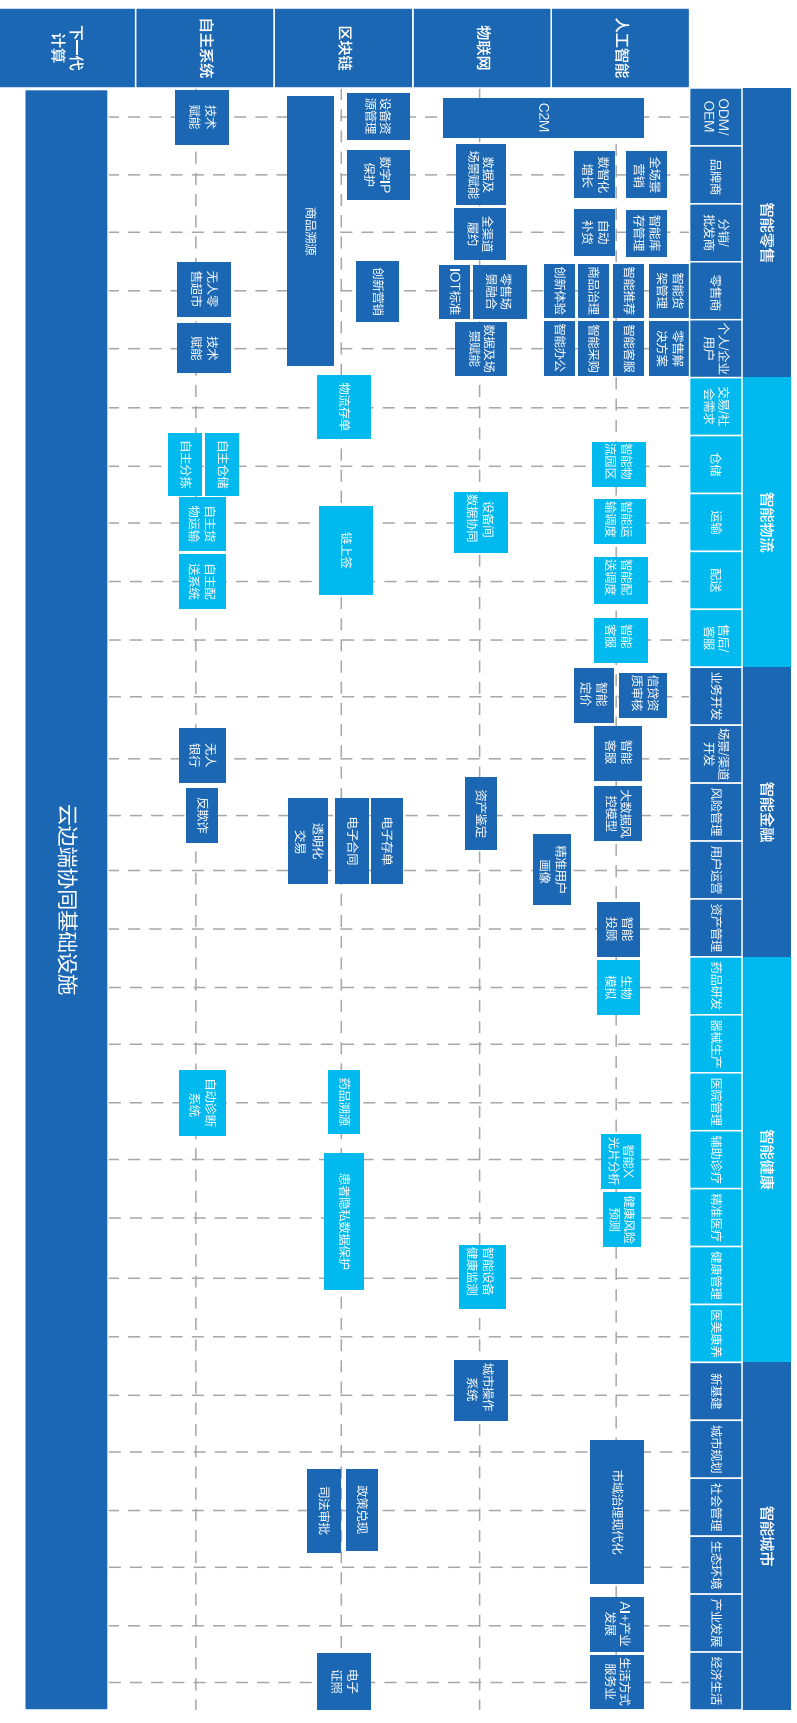 智能零售
智能物流
智能金融
智能健康
智能城市
ODM/
OEM
品牌商
分销/
批发商
零售商
个人/企业
用户
交易/社
会需求
仓储
运输
配送
售后/
客服
业务开发
场景/渠道
开发
风险管理
用户运营
资产管理
药品研发
器械生产
医院管理
辅助诊疗
精准医疗
健康管理
医美康养
新基建
城市规划
社会管理
生态环境
产业发展
经济生活
人工智能
C2M
全场景
营销
数智化
增长
智能库
存管理
自动
补货
智能货
架管理
智能推荐
商品治理
创新体验
零售解
决方案
智能客服
智能采购
智能办公
智能物
流园区
智能运
输调度
智能配
送调度
智能
客服
信贷资
质审核
智能
定价
智能
客服
大数据风
控模型
精准用户
画像
智能
投顾
生物
模拟
智能X
光片分析
健康风险
预测
市域治理现代化
AI+产业
发展
生活方式
服务业
物联网
数据及
场景赋能
全渠道
履约
零售场
景融合
IOT标准
数据及场
景赋能
设备间
数据协同
资产鉴定
智能设备
健康监测
城市操作
系统
区块链
设备资
源管理
数字IP
保护
商品溯源
创新营销
物流存单
链上签
电子存单
电子合同
透明化
交易
药品溯源
患者隐私数据保护
政策兑现
司法审批
电子
证照
自主系统
技术
赋能
无人零
售超市
技术
赋能
自主仓储
自主分拣
自主货
物运输
自主配
送系统
无人
银行
反欺诈
自动诊断
系统
下一代
计算
云边端协同基础设施